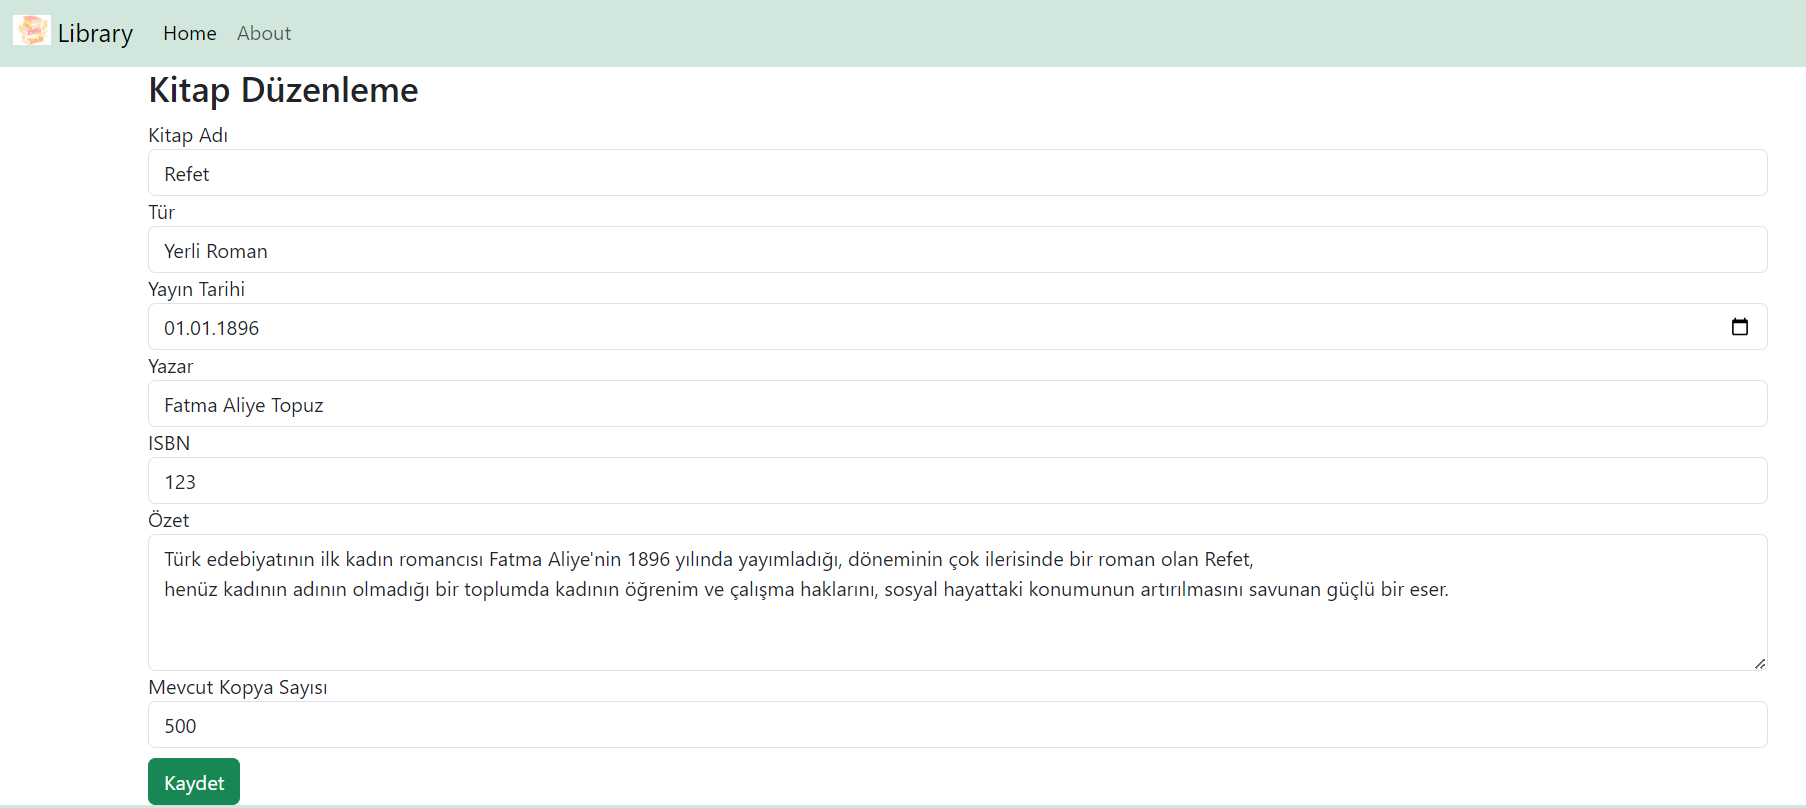 Library Home About
Kitap Düzenleme
Kitap Adı
Refet
Tür
Yerli Roman
Yayın Tarihi
01.01.1896
Yazar
Fatma Aliye Topuz
ISBN
123
Özet
Türk edebiyatının ilk kadın romancısı Fatma Aliye'nin 1896 yılında yayımladığı, döneminin çok ilerisinde bir roman olan Refet,
henüz kadının adının olmadığı bir toplumda kadının öğrenim ve çalışma haklarını, sosyal hayattaki konumunun artırılmasını savunan güçlü bir eser.
Mevcut Kopya Sayısı
500
Kaydet